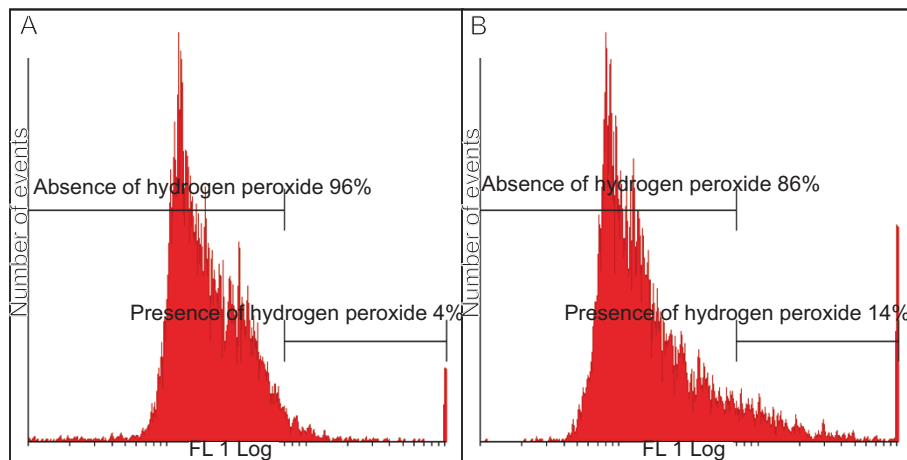 A
Number of events
Absence of hydrogen peroxide 96%
Presence of hydrogen peroxide 4%
FL 1 Log
B
Number of events
Absence of hydrogen peroxide 86%
Presence of hydrogen peroxide 14%
FL 1 Log